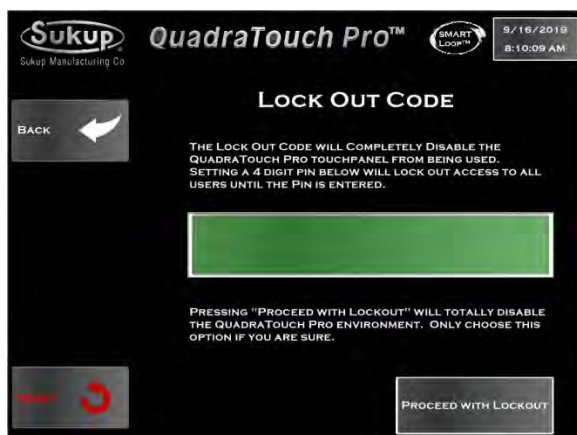 Sukup
Sukup Manufacturing Co
QuadraTouch Pro™
SMART
LOOP™
9/16/2019
8:10:09 AM
BACK
LOCK OUT CODE
THE LOCK OUT CODE WILL COMPLETELY DISABLE THE
QUADRATOUCH PRO TOUCHPANEL FROM BEING USED.
SETTING A 4 DIGIT PIN BELOW WILL LOCK OUT ACCESS TO ALL
USERS UNTIL THE PIN IS ENTERED.
PRESSING "PROCEED WITH LOCKOUT" WILL TOTALLY DISABLE
THE QUADRATOUCH PRO ENVIRONMENT. ONLY CHOOSE THIS
OPTION IF YOU ARE SURE.
RESET
PROCEED WITH LOCKOUT